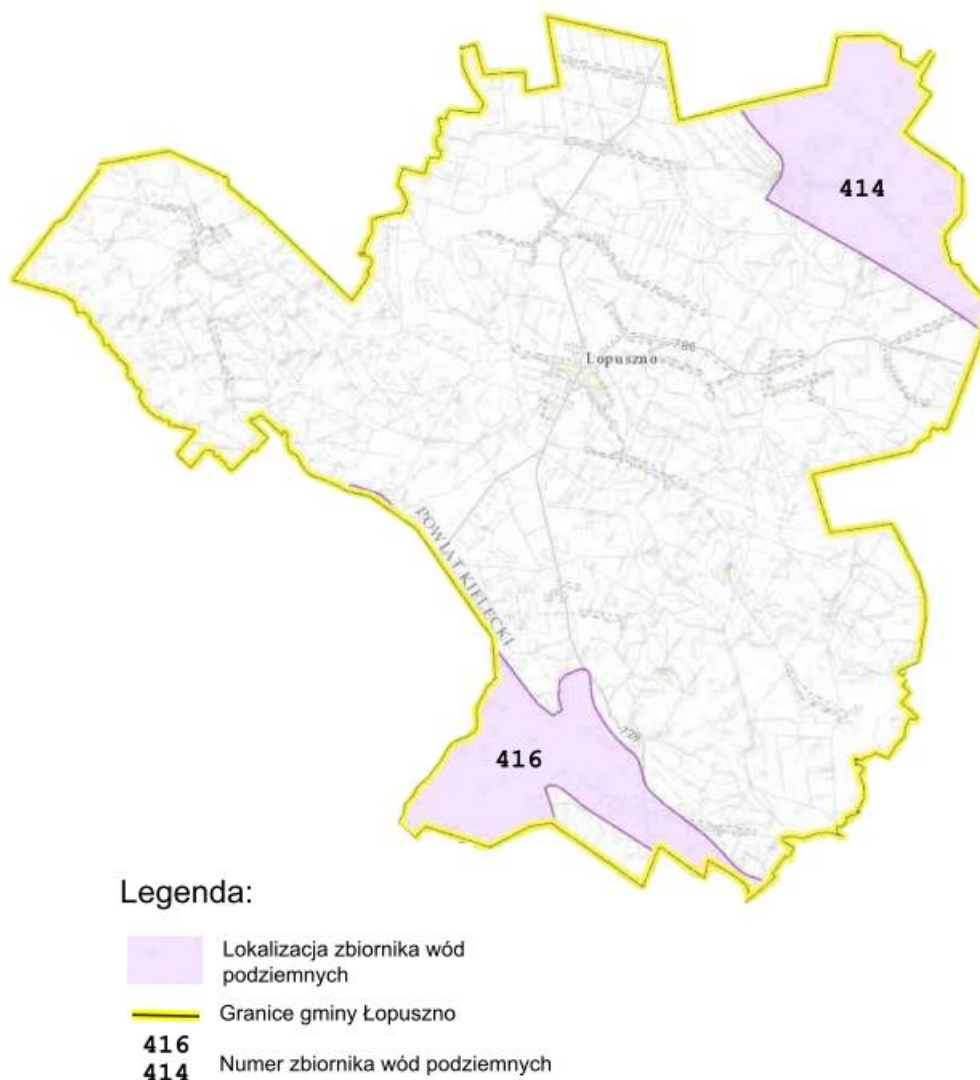 414
786
Łopuszno
POWIAT KIELECKI
728
416
Legenda:
Lokalizacja zbiornika wód
podziemnych
Granice gminy Łopuszno
416
414
Numer zbiornika wód podziemnych